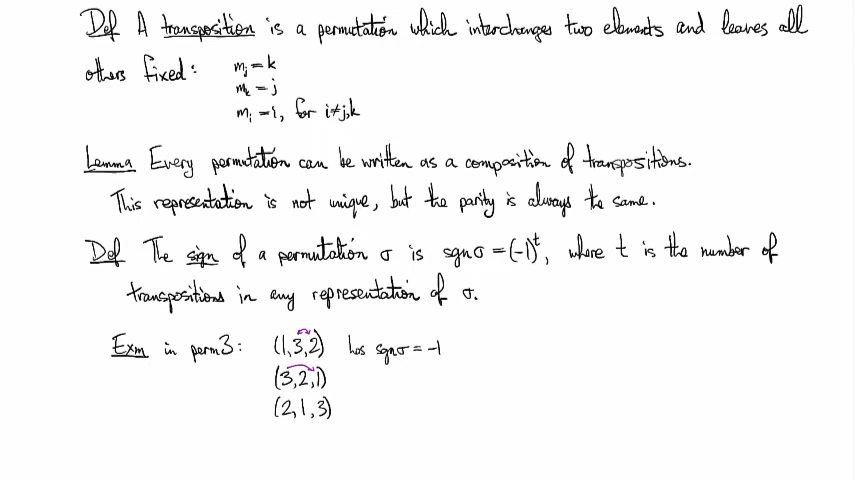 Def A transposition is a permutation which interchanges two elements and leaves all
others fixed: m_j = k
m_k = j
m_i = i, for i≠j,k
Lemma Every permutation can be written as a composition of transpositions.
This representation is not unique, but the parity is always the same.
Def The sign of a permutation σ is sgnσ = (-1)^t, where t is the number of
transpositions in any representation of σ.
Exm in perm3: (1,3,2) has sgnσ = -1
(3,2,1)
(2,1,3)